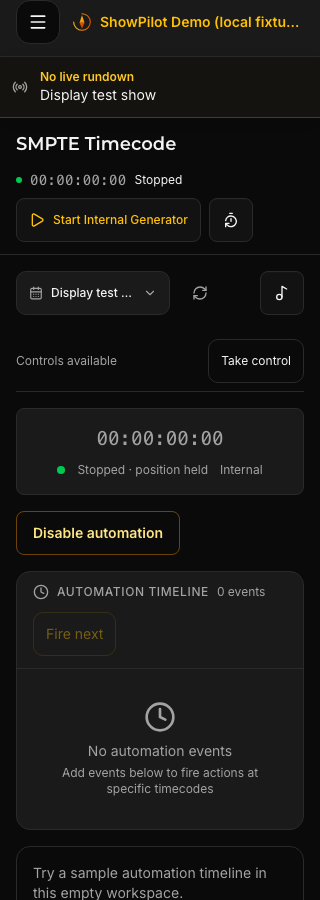 ShowPilot Demo (local fixtu...
No live rundown
Display test show
SMPTE Timecode
00:00:00:00 Stopped
Start Internal Generator
Display test ...
Controls available
Take control
00:00:00:00
Stopped · position held Internal
Disable automation
AUTOMATION TIMELINE 0 events
Fire next
No automation events
Add events below to fire actions at
specific timecodes
Try a sample automation timeline in
this empty workspace.